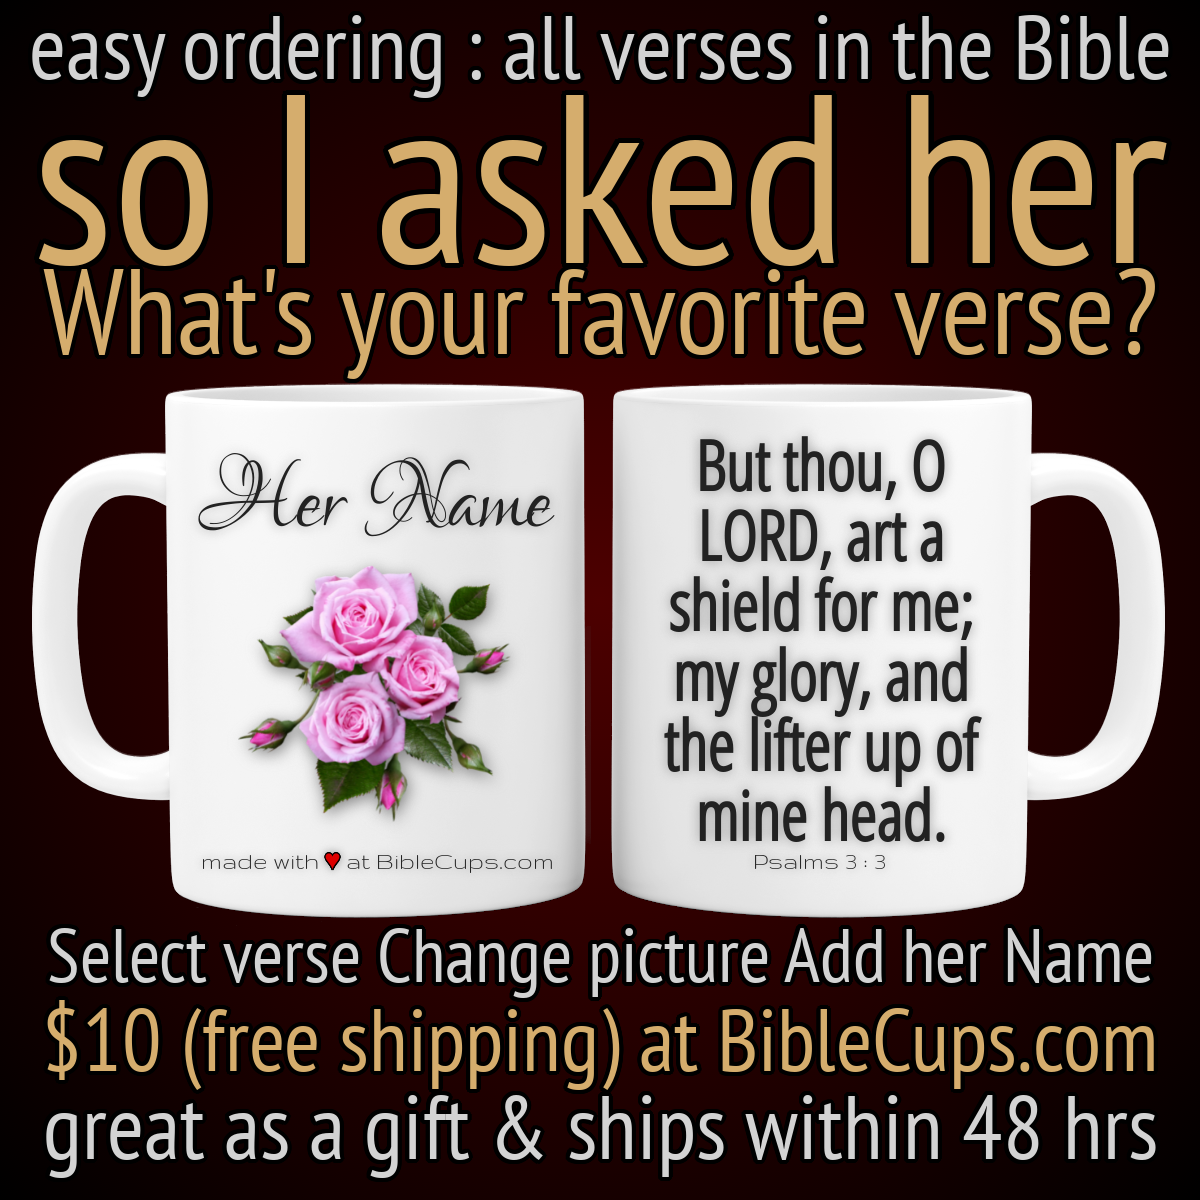 easy ordering : all verses in the Bible
so I asked her
What's your favorite verse?
Her Name
made with at BibleCups.com
But thou, O
LORD, art a
shield for me;
my glory, and
the lifter up of
mine head.
Psalms 3 : 3
Select verse Change picture Add her Name
$10 (free shipping) at BibleCups.com
great as a gift & ships within 48 hrs